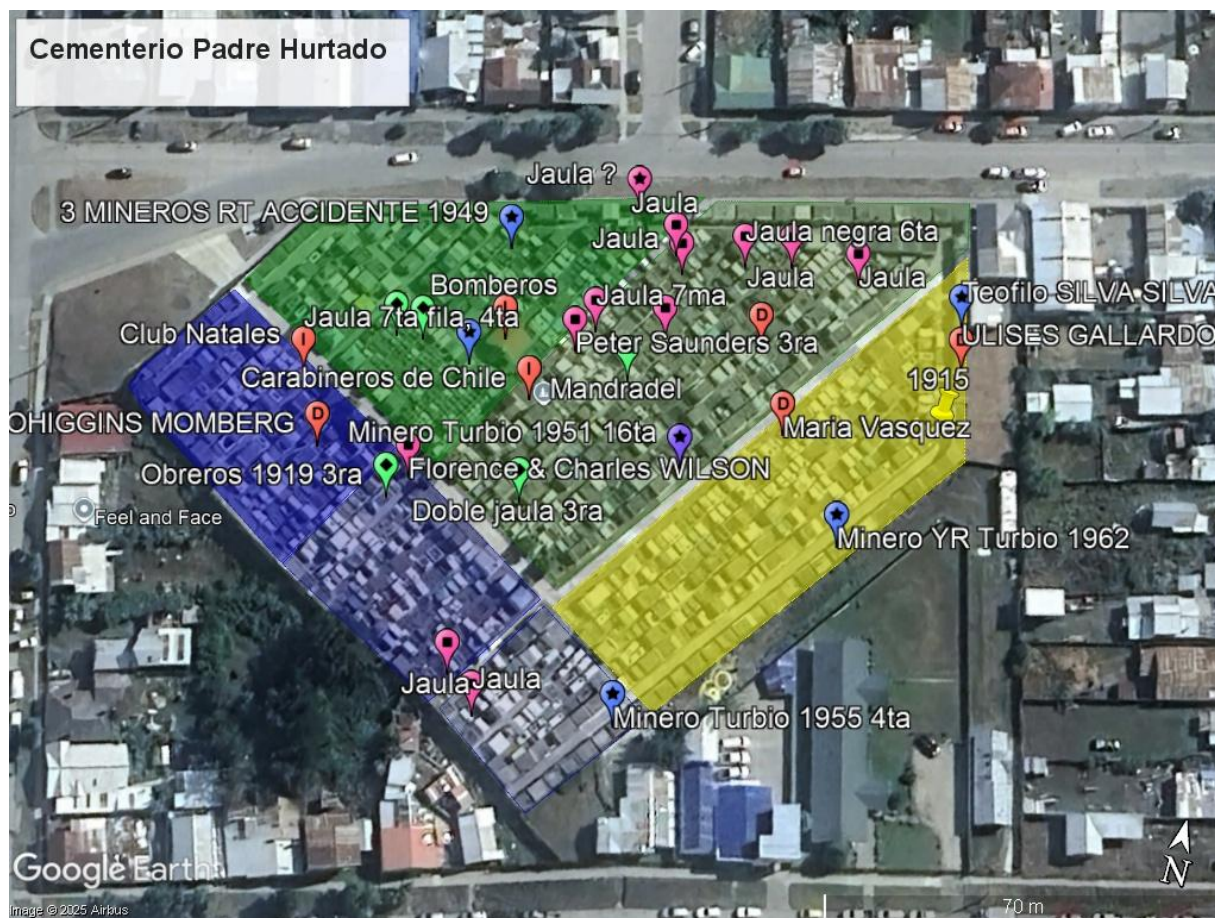 Cementerio Padre Hurtado
Jaula ?
Jaula
3 MINEROS RT ACCIDENTE 1949
Jaula
Jaula negra 6ta
Jaula
Jaula
Bomberos
Jaula 7ma
Teofilo SILVA SILVA
Jaula 7ta fila, 4ta
Club Natales
Peter Saunders 3ra
ULISES GALLARDO
Carabineros de Chile
Mandradel
1915
OHIGGINS MOMBERG
Minero Turbio 1951 16ta
Maria Vasquez
Obreros 1919 3ra
Florence & Charles WILSON
Doble jaula 3ra
Feel and Face
Minero YR Turbio 1962
Jaula
Jaula
Minero Turbio 1955 4ta
Google Earth
N
Image © 2025 Airbus
70 m